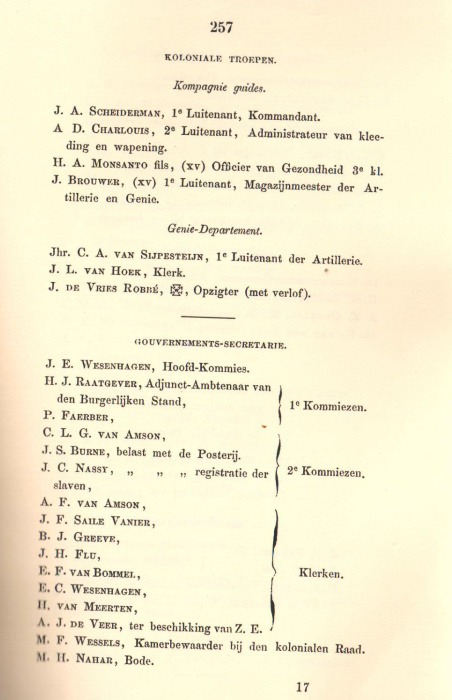 257
KOLONIALE TROEPEN.
Kompagnie guides.
J. A. SCHEIDERMAN, 1e Luitenant, Kommandant.
A D. CHARLOUIS, 2e Luitenant, Administrateur van klee-
ding en wapening.
H. A. MONSANTO fils, (XV) Officier van Gezondheid 3e kl.
J. BROUWER, (XV) 1e Luitenant, Magazijnmeester der Ar-
tillerie en Genie.
Genie-Departement.
Jhr. C. A. VAN SIJPESTEIJN, 1e Luitenant der Artillerie.
J. L. VAN HOEK, Klerk.
J. DE VRIES ROBBÉ, , Opzigter (met verlof).
GOUVERNEMENTS-SECRETARIE.
J. E. WESENHAGEN, Hoofd-Kommies.
H. J. RAATGEVER, Adjunct-Ambtenaar van
den Burgerlijken Stand,
1e Kommiezen.
P. FAERBER,
C. L. G. VAN AMSON,
J. S. BURNE, belast met de Posterij.
J. C. NASSY, „ „ „ registratie der
2e Kommiezen.
slaven,
A. F. VAN AMSON,
J. F. SAILE VANIER,
B. J. GREEVE,
J. H. FLU,
E. F. VAN BOMMEL,
Klerken.
E. C. WESENHAGEN,
H. VAN MEERTEN,
A. J. DE VEER, ter beschikking van Z. E.
M. F. WESSELS, Kamerbewaarder bij den kolonialen Raad.
M. H. NAHAR, Bode.
17